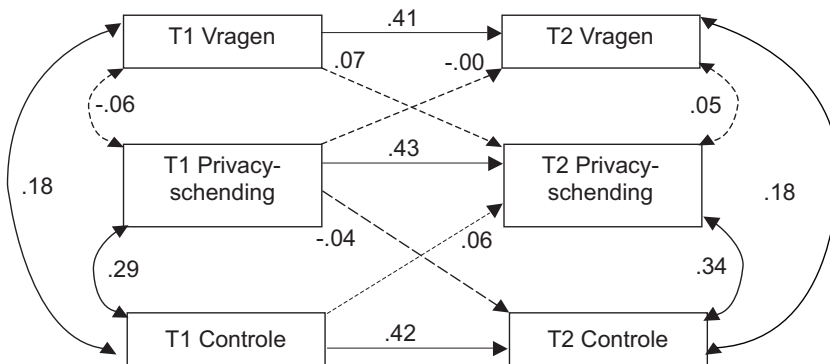 T1 Vragen
.41
T2 Vragen
.07
-.00
-.06
.05
T1 Privacy-
schending
.43
T2 Privacy-
schending
.18
.18
-.04
.06
.29
.34
T1 Controle
.42
T2 Controle